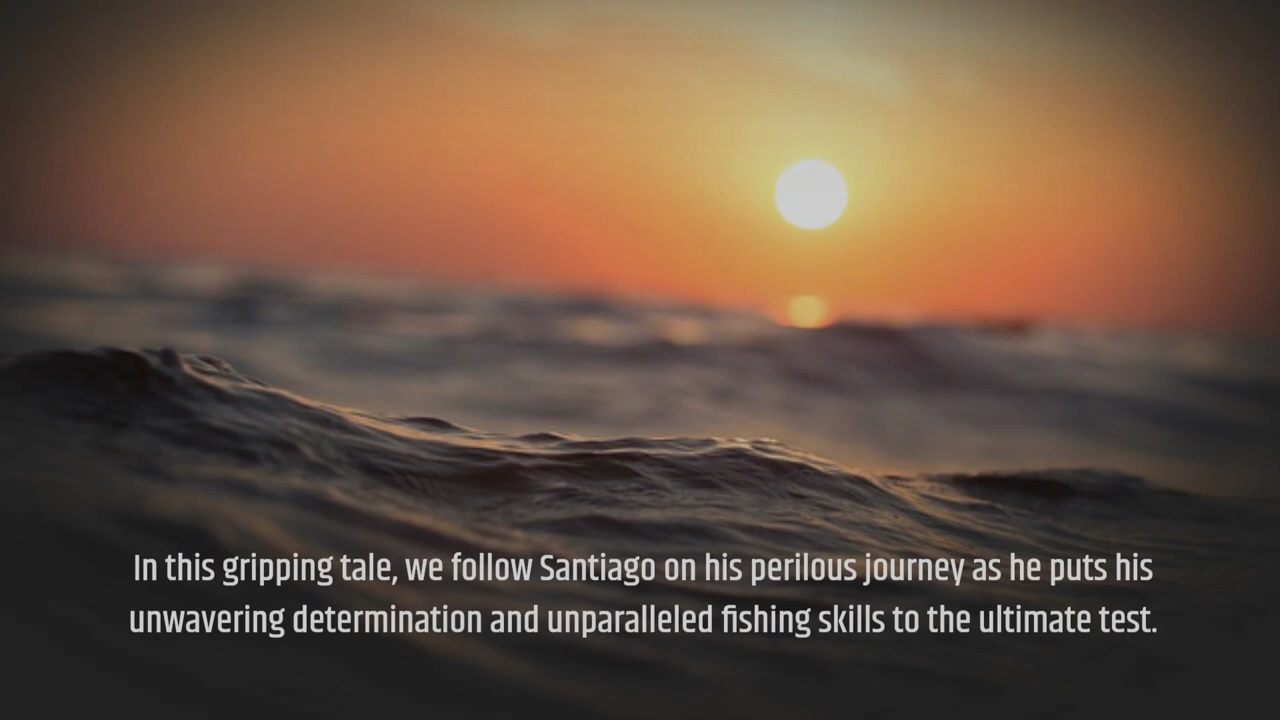 In this gripping tale, we follow Santiago on his perilous journey as he puts his
unwavering determination and unparalleled fishing skills to the ultimate test.